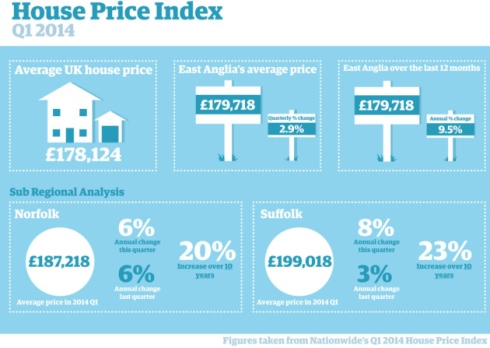 House Price Index
Q1 2014
Average UK house price
£178,124
East Anglia's average price
£179,718
Quarterly % change
2.9%
East Anglia over the last 12 months
£179,718
Annual % change
9.5%
Sub Regional Analysis
Norfolk
£187,218
Average price in 2014 Q1
6%
Annual change
this quarter
6%
Annual change
last quarter
20%
Increase over 10
years
Suffolk
£199,018
Average price in 2014 Q1
8%
Annual change
this quarter
3%
Annual change
last quarter
23%
Increase over 10
years
Figures taken from Nationwide's Q1 2014 House Price Index